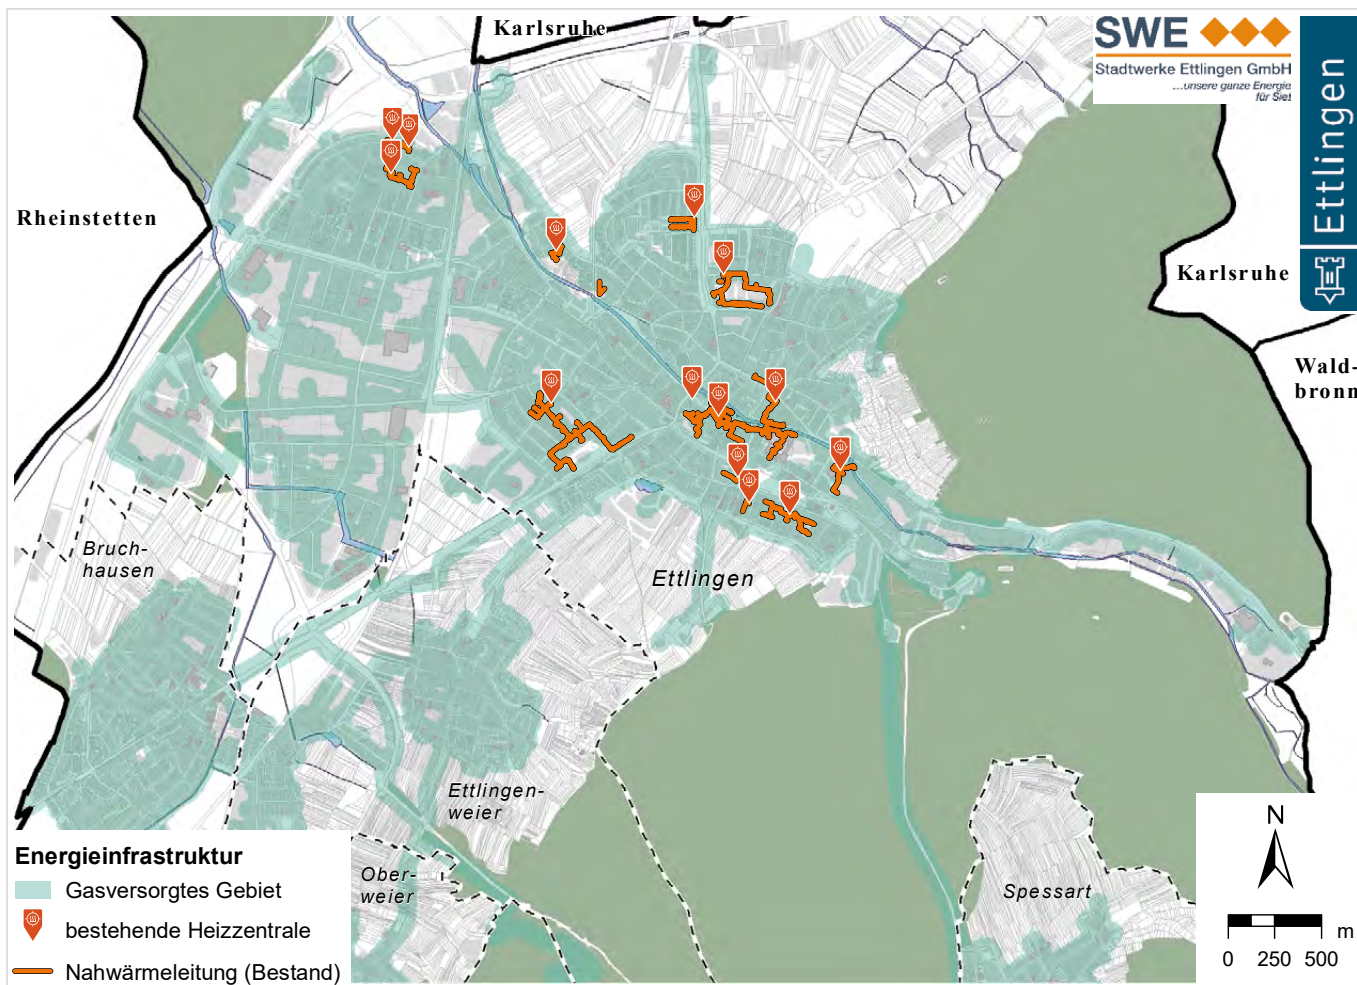 Karlsruhe
SWE
Stadtwerke Ettlingen GmbH
...unsere ganze Energie
für Sie!
Ettlingen
Rheinstetten
Karlsruhe
Wald-
bronn
Bruch-
hausen
Ettlingen
Ettlingen-
weier
Ober-
weier
Spessart
Energieinfrastruktur
Gasversorgtes Gebiet
bestehende Heizzentrale
Nahwärmeleitung (Bestand)
N
m
0 250 500